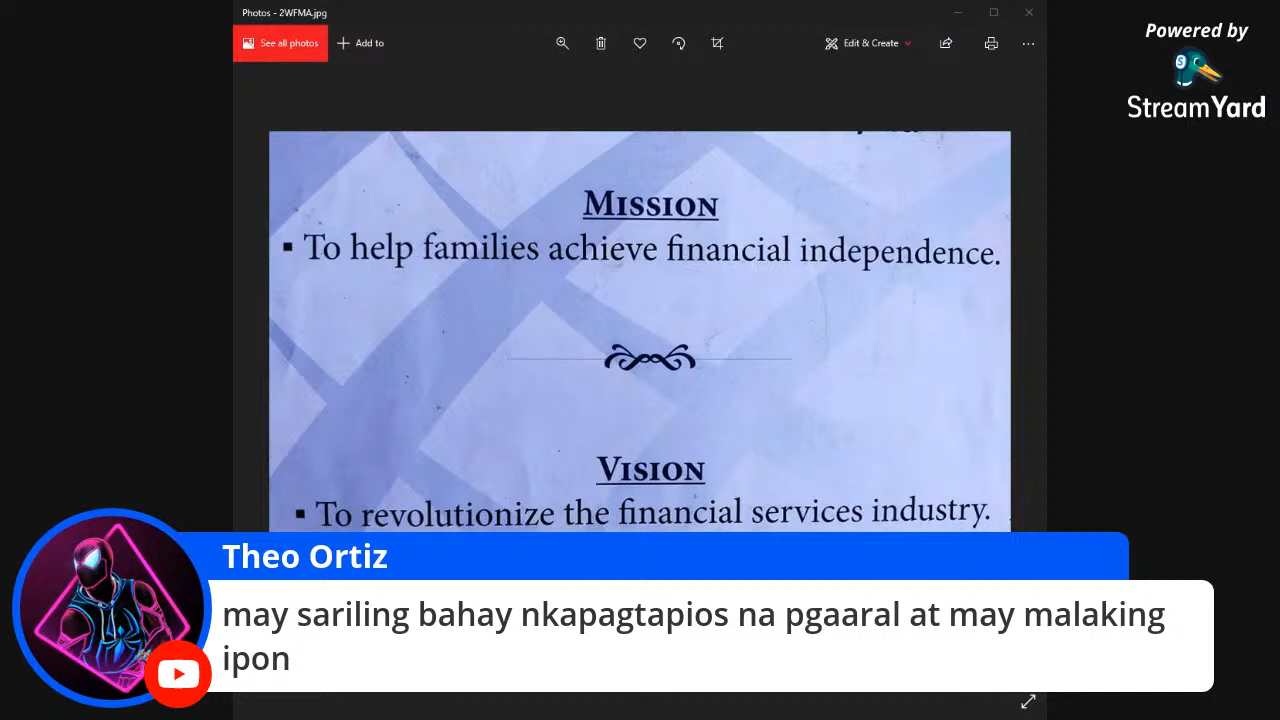 Photos - 2WFMA.jpg
See all photos
Add to
Edit & Create
Powered by
StreamYard
MISSION
▪ To help families achieve financial independence.
VISION
▪ To revolutionize the financial services industry.
Theo Ortiz
may sariling bahay nkapagtapios na pgaaral at may malaking
ipon